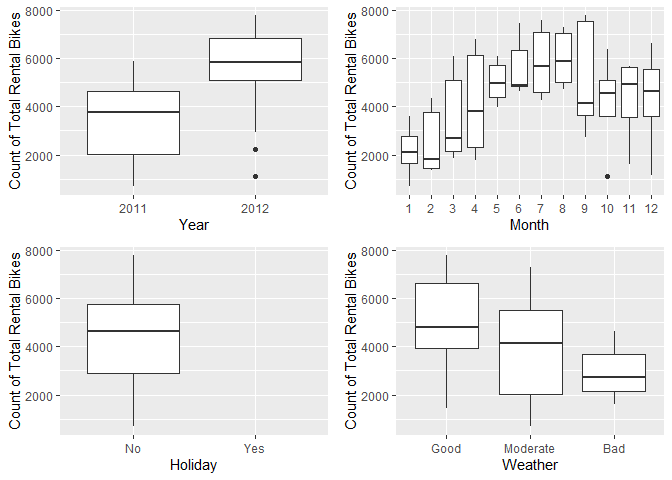 Count of Total Rental Bikes
8000
6000
4000
2000
2011 2012
Year
Count of Total Rental Bikes
8000
6000
4000
2000
1 2 3 4 5 6 7 8 9 10 11 12
Month
Count of Total Rental Bikes
8000
6000
4000
2000
No Yes
Holiday
Count of Total Rental Bikes
8000
6000
4000
2000
Good Moderate Bad
Weather